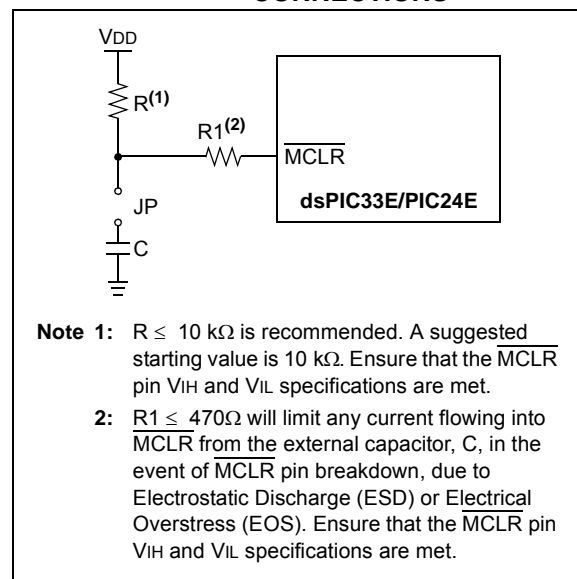 CONNECTIONS
VDD
R(1)
R1(2)
MCLR
dsPIC33E/PIC24E
JP
C
Note 1: R ≤ 10 kΩ is recommended. A suggested
starting value is 10 kΩ. Ensure that the MCLR
pin VIH and VIL specifications are met.
2: R1 ≤ 470Ω will limit any current flowing into
MCLR from the external capacitor, C, in the
event of MCLR pin breakdown, due to
Electrostatic Discharge (ESD) or Electrical
Overstress (EOS). Ensure that the MCLR pin
VIH and VIL specifications are met.